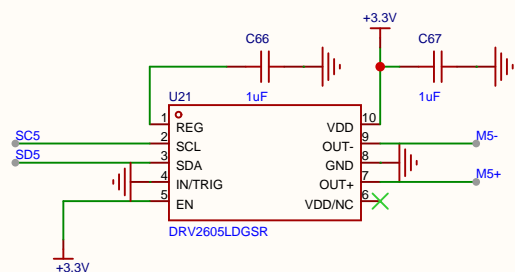 +3.3V
C66
C67
1uF
1uF
U21
1
REG
VDD
10
SC5
2
SCL
OUT-
9
M5-
SD5
3
SDA
GND
8
4
IN/TRIG
OUT+
7
M5+
5
EN
VDD/NC
6
DRV2605LDGSR
+3.3V